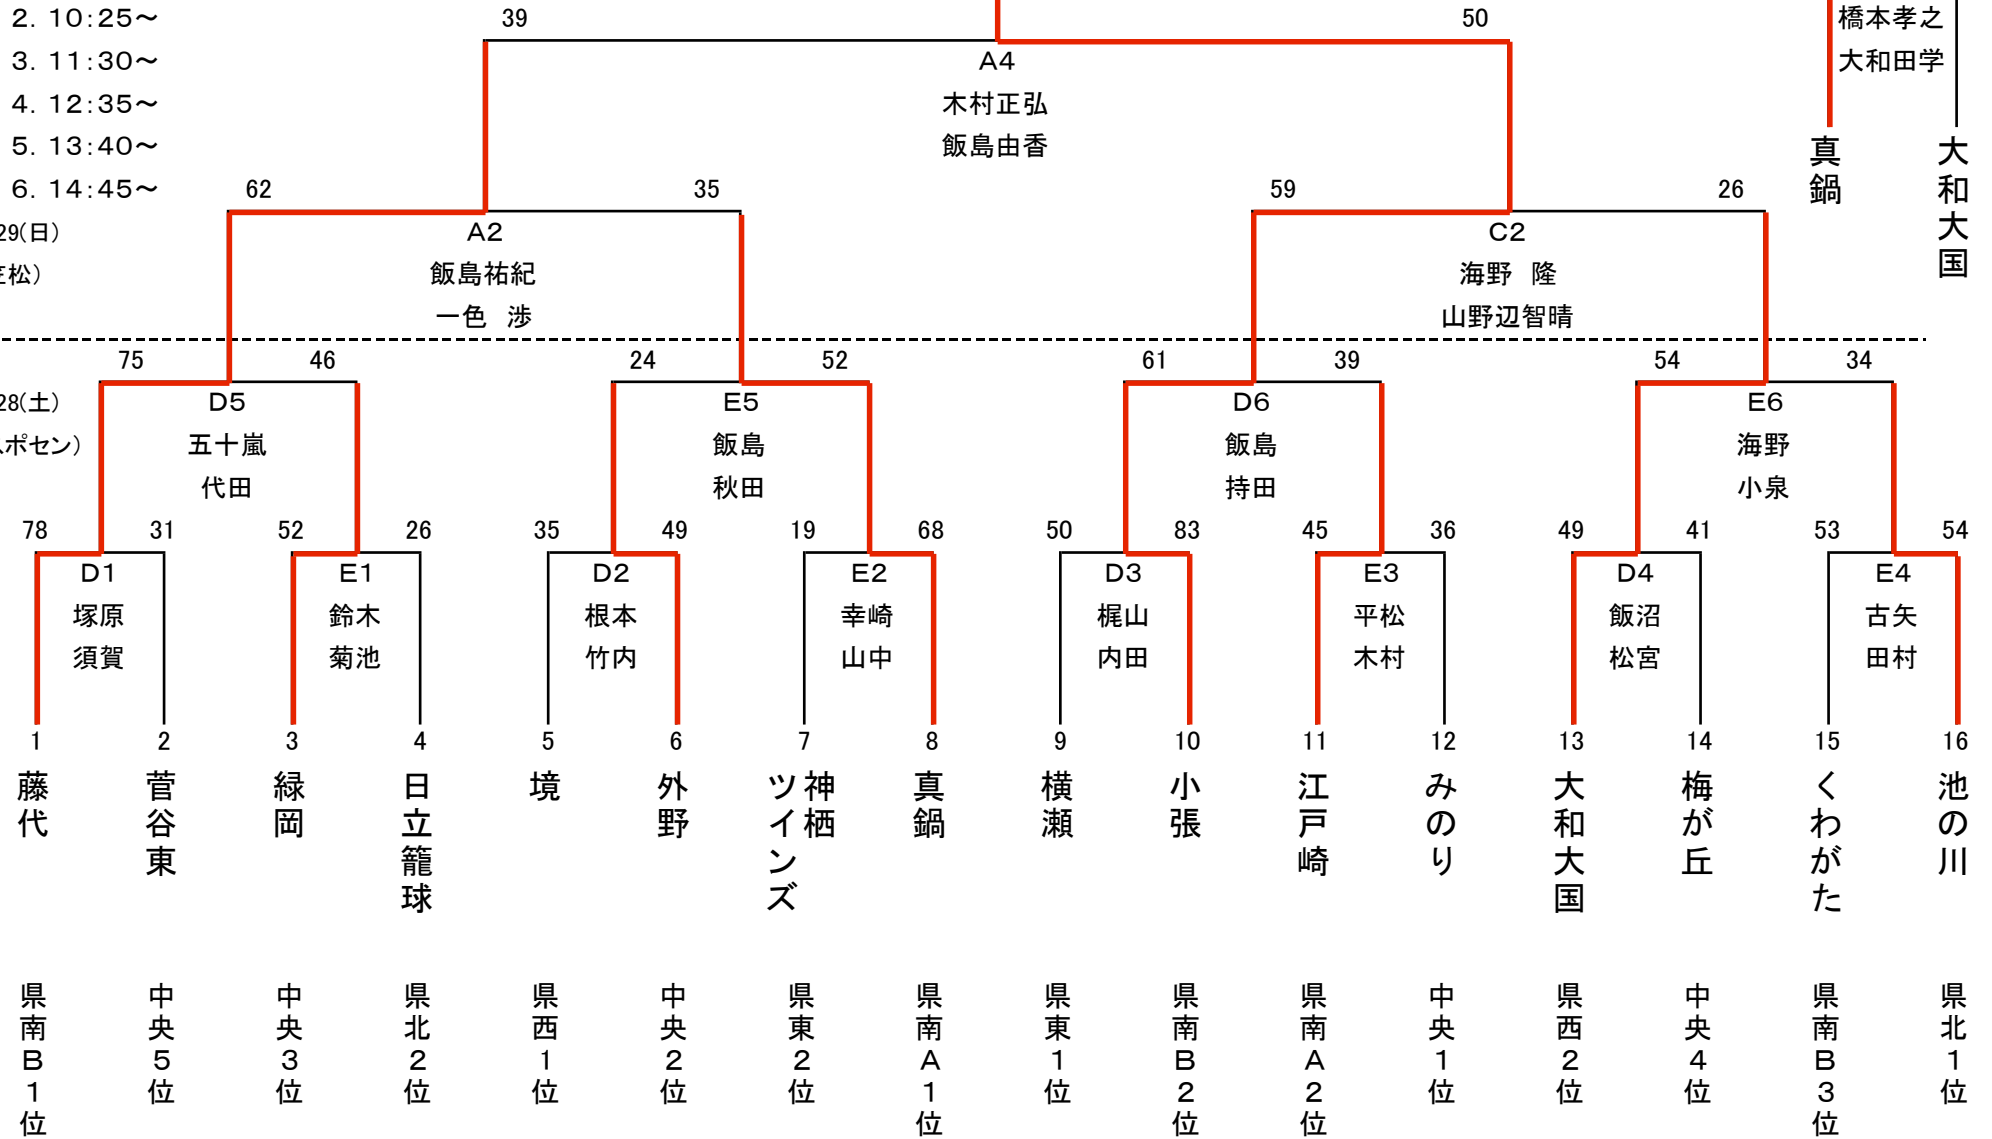 2. 10:25～
39
50
橋本孝之
3. 11:30～
A4
大和田学
4. 12:35～
木村正弘
5. 13:40～
飯島由香
真鍋
大和大国
6. 14:45～
62
35
59
26
29(日)
A2
C2
松)
飯島祐紀
海野 隆
一色 渉
山野辺智晴
75
46
24
52
61
39
54
34
28(土)
D5
E5
D6
E6
ポセン)
五十嵐
飯島
飯島
海野
代田
秋田
持田
小泉
78
31
52
26
35
49
19
68
50
83
45
36
49
41
53
54
D1
E1
D2
E2
D3
E3
D4
E4
塚原
鈴木
根本
幸崎
梶山
平松
飯沼
古矢
須賀
菊池
竹内
山中
内田
木村
松宮
田村
1
2
3
4
5
6
7
8
9
10
11
12
13
14
15
16
藤代
菅谷東
緑岡
日立籠球
境
外野
神栖
ツインズ
真鍋
横瀬
小張
江戸崎
みのり
大和大国
梅が丘
くわがた
池の川
県南B1位
中央5位
中央3位
県北2位
県西1位
中央2位
県東2位
県南A1位
県東1位
県南B2位
県南A2位
中央1位
県西2位
中央4位
県南B3位
県北1位